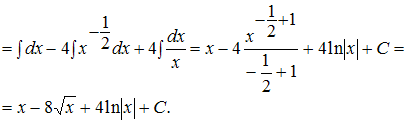 = ∫dx − 4∫x^{−1/2}dx + 4∫dx/x = x − 4 x^{−1/2+1}/(−1/2+1) + 4ln|x| + C =
= x − 8√x + 4ln|x| + C.